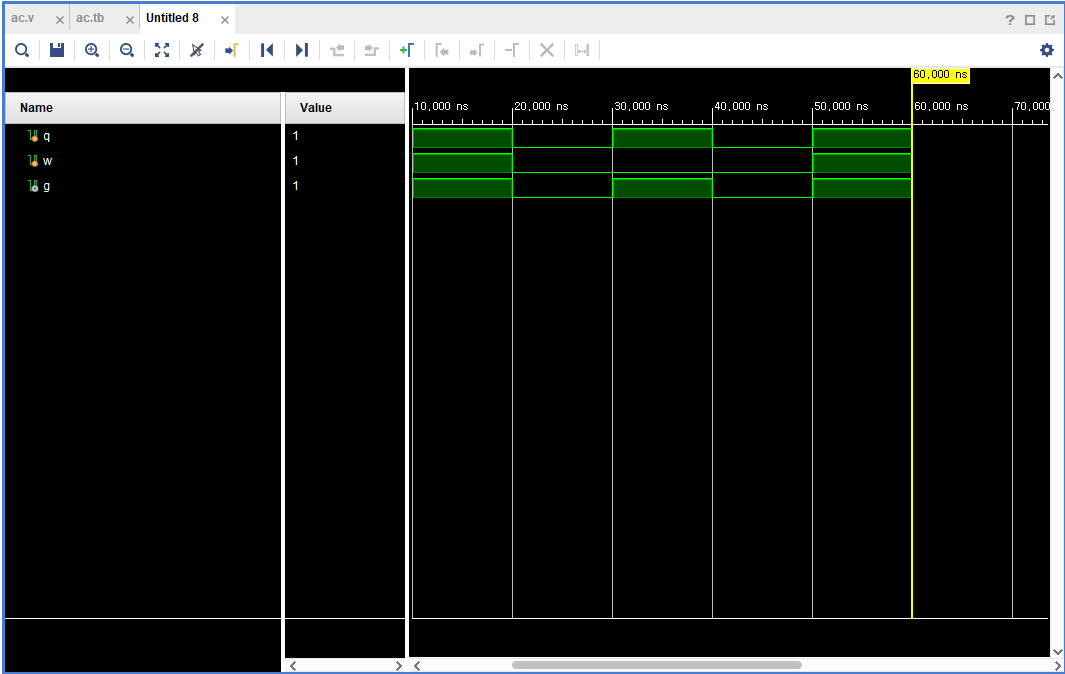 ac.v ac.tb Untitled 8
60,000 ns
Name Value
10,000 ns 20,000 ns 30,000 ns 40,000 ns 50,000 ns 60,000 ns 70,000
q 1
w 1
g 1